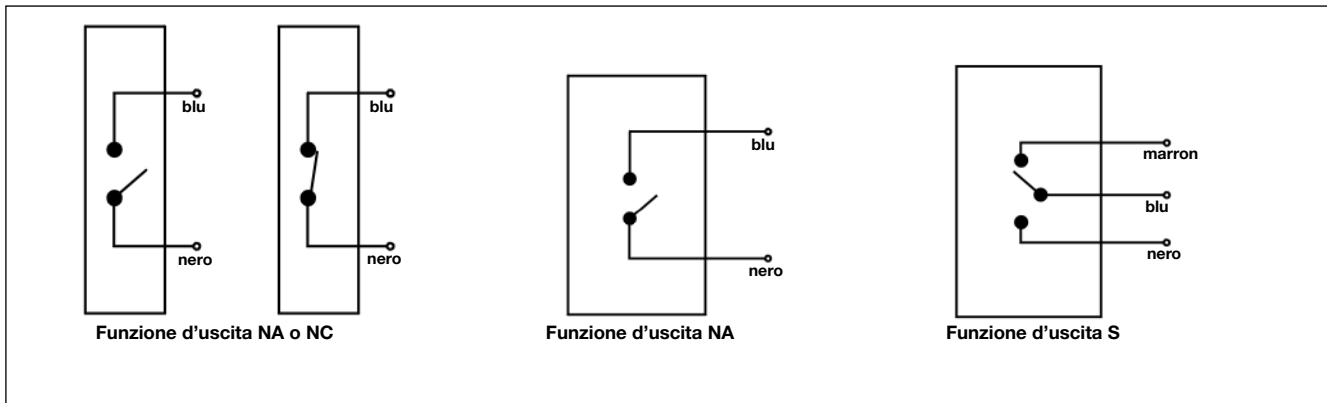 blu
nero
blu
nero
Funzione d'uscita NA o NC
blu
nero
Funzione d'uscita NA
marron
blu
nero
Funzione d'uscita S